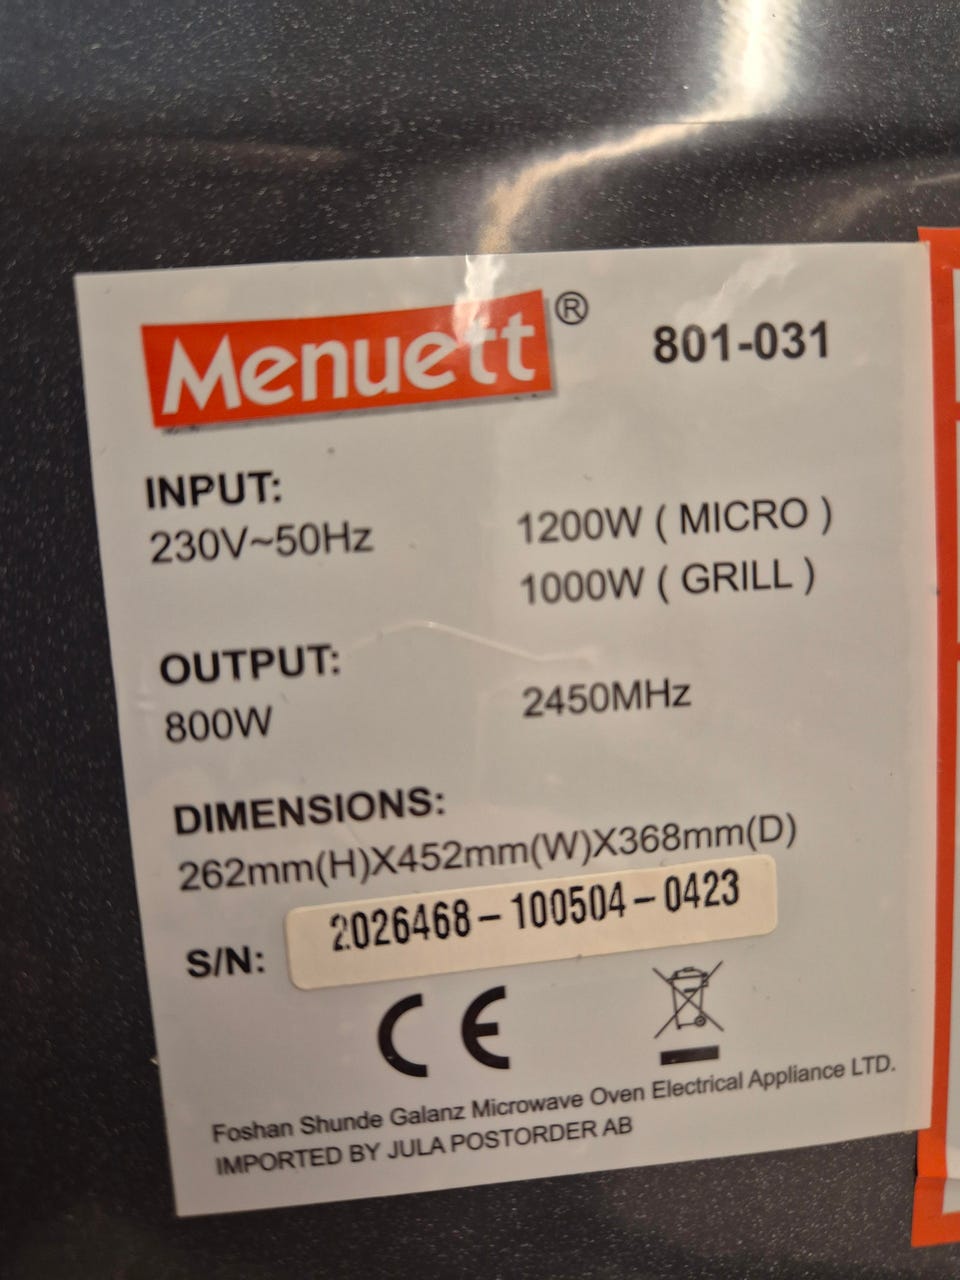 Menuett® 801-031
INPUT:
230V~50Hz 1200W ( MICRO )
1000W ( GRILL )
OUTPUT:
800W 2450MHz
DIMENSIONS:
262mm(H)X452mm(W)X368mm(D)
S/N: 2026468-100504-0423
CE
Foshan Shunde Galanz Microwave Oven Electrical Appliance LTD.
IMPORTED BY JULA POSTORDER AB